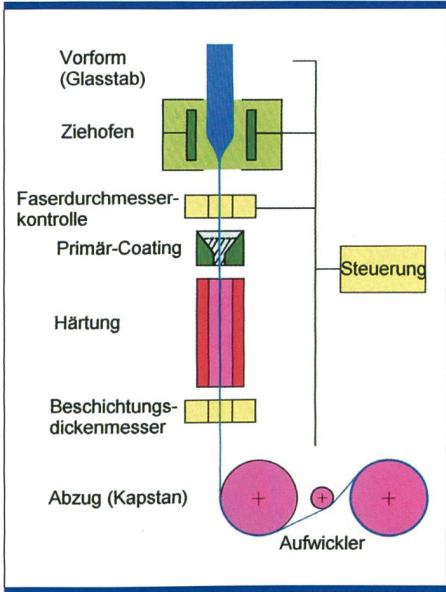 Vorform
(Glasstab)
Ziehofen
Faserdurchmesser-
kontrolle
Primär-Coating
Steuerung
Härtung
Beschichtungs-
dickenmesser
Abzug (Kapstan)
Aufwickler